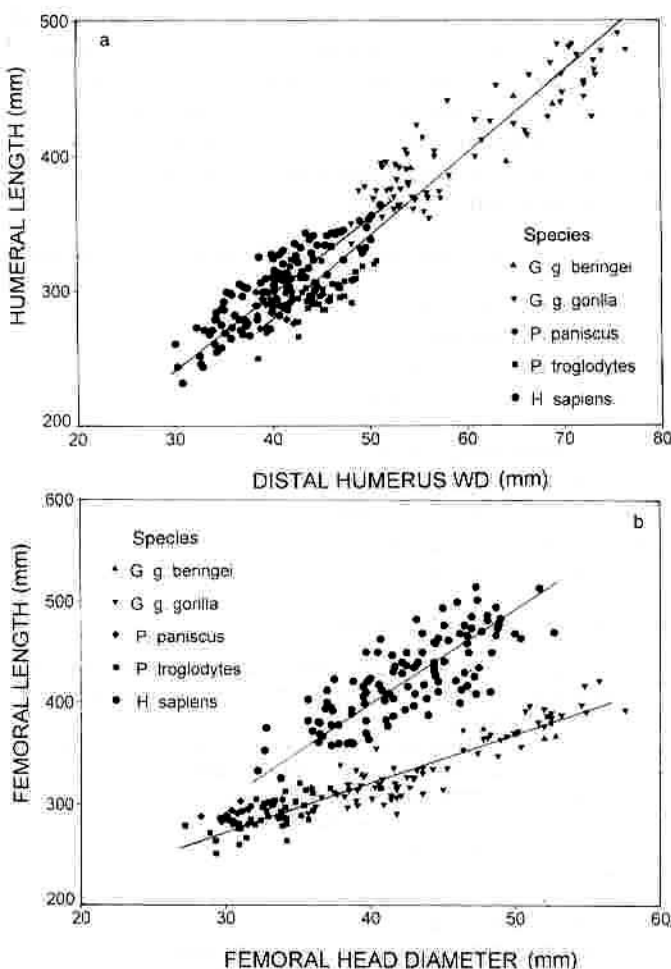 a
500
400
300
200
HUMERAL LENGTH (mm)
Species
G g beringei
G g. gorilla
P. paniscus
P troglodytes
H sapiens
20 30 40 50 60 70 80
DISTAL HUMERUS WD (mm)
b
600
500
400
300
200
FEMORAL LENGTH (mm)
Species
G g beringei
G g. gorilla
P. paniscus
P troglodytes
H sapiens
20 30 40 50 60
FEMORAL HEAD DIAMETER (mm)